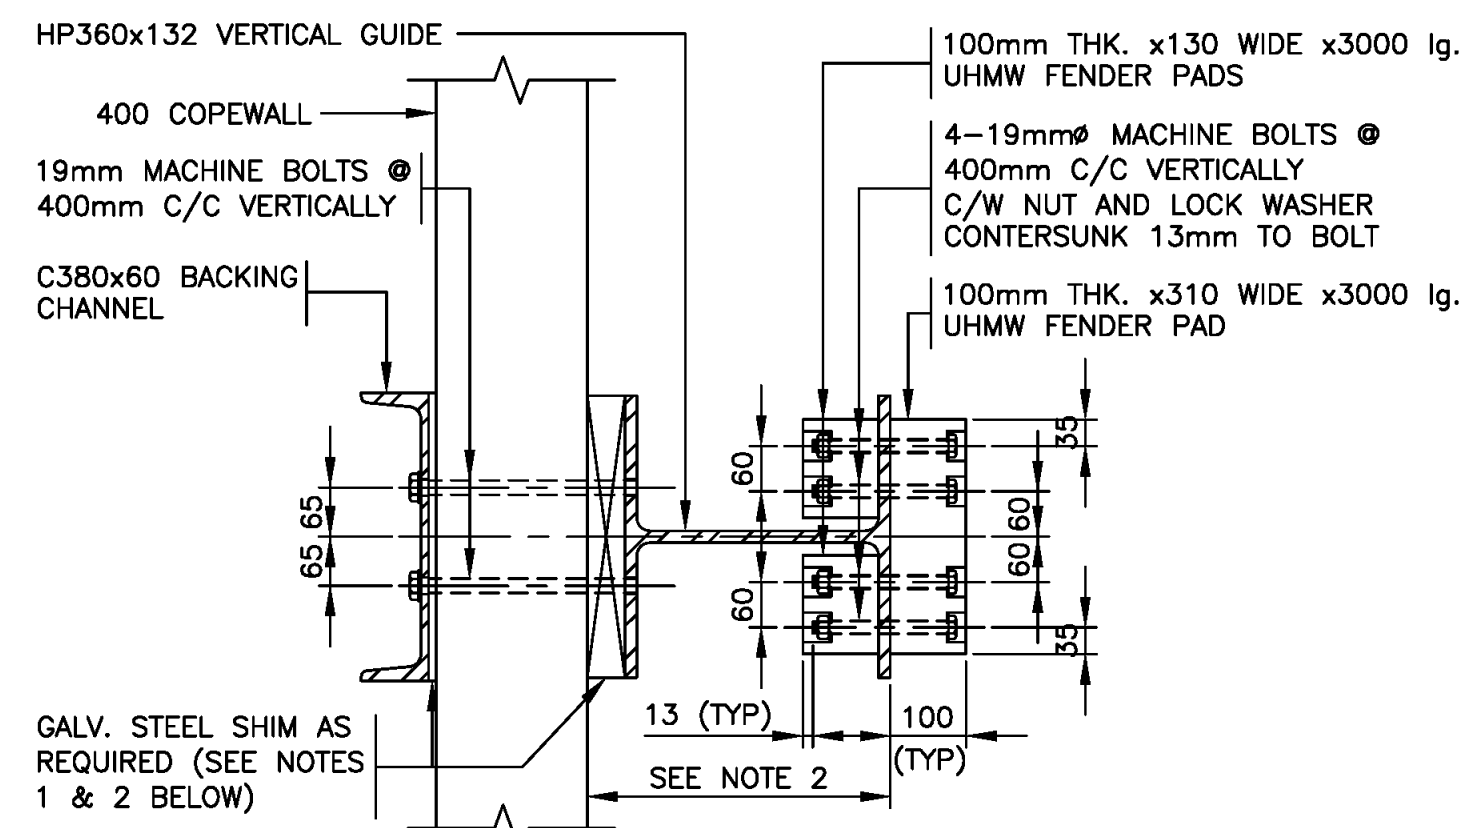 HP360x132 VERTICAL GUIDE
400 COPEWALL
19mm MACHINE BOLTS @
400mm C/C VERTICALLY
C380x60 BACKING
CHANNEL
100mm THK. x130 WIDE x3000 lg.
UHMW FENDER PADS
4-19mmø MACHINE BOLTS @
400mm C/C VERTICALLY
C/W NUT AND LOCK WASHER
CONTERSUNK 13mm TO BOLT
100mm THK. x310 WIDE x3000 lg.
UHMW FENDER PAD
65
65
60
60
35
60
60
35
13 (TYP)
100
(TYP)
SEE NOTE 2
GALV. STEEL SHIM AS
REQUIRED (SEE NOTES
1 & 2 BELOW)